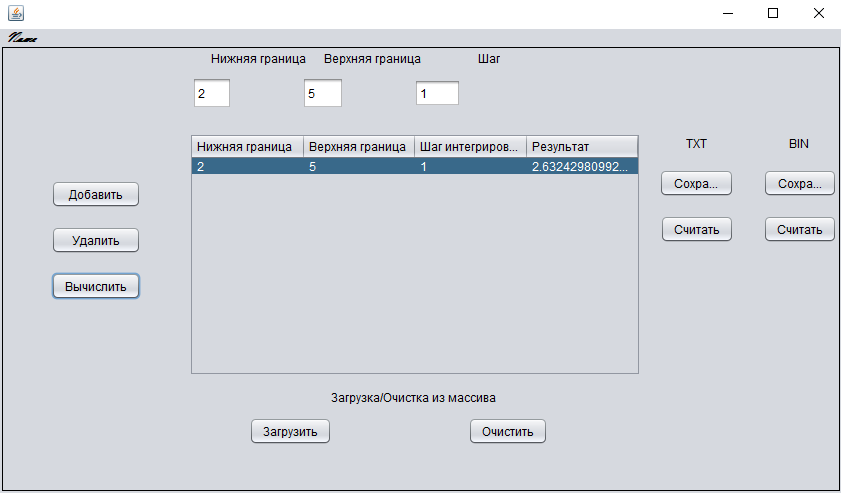 Name
Нижняя граница Верхняя граница Шаг
2 5 1
Нижняя граница Верхняя граница Шаг интегриров... Результат
2 5 1 2.63242980992...
TXT BIN
Сохра... Сохра...
Добавить
Считать Считать
Удалить
Вычислить
Загрузка/Очистка из массива
Загрузить Очистить